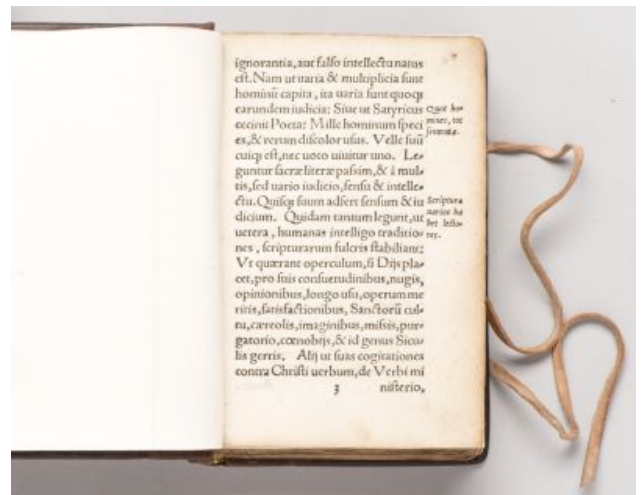 ignorantia, aut falso intellectu natus
est. Nam ut uaria & multiplicia sunt
hominū capita, ita uaria sunt quoqꝫ
earundem iudicia: Siue ut Satyricus
cecinit Poeta: Mille hominum speci
es, & rerum discolor usus. Velle suū
cuiqꝫ est, nec uoto uiuitur uno. Le⸗
guntur sacræ literæ passim, & à mul⸗
tis, sed uario iudicio, sensu & intelle⸗
ctu. Quisqꝫ suum adfert sensum & iu
dicium. Quidam tantum legunt, ut
uetera, humanas intelligo traditio⸗
nes, scripturarum fulcris stabiliant:
Vt quærant operculum, si Dijs pla⸗
cet, pro suis consuetudinibus, nugis,
opinionibus, longo usu, operum me
ritis, satisfactionibus, Sanctorū cul⸗
tu, cæreolis, imaginibus, missis, pur⸗
gatorio, cœnobijs, & id genus Sicu
lis gerris. Alij ut suas cogitationes
contra Christi uerbum, de Verbi mi
3 nisterio,
Quot ho⸗
mines, tot
sententiæ.
Scriptura
uarios ha
bet lecto⸗
res.